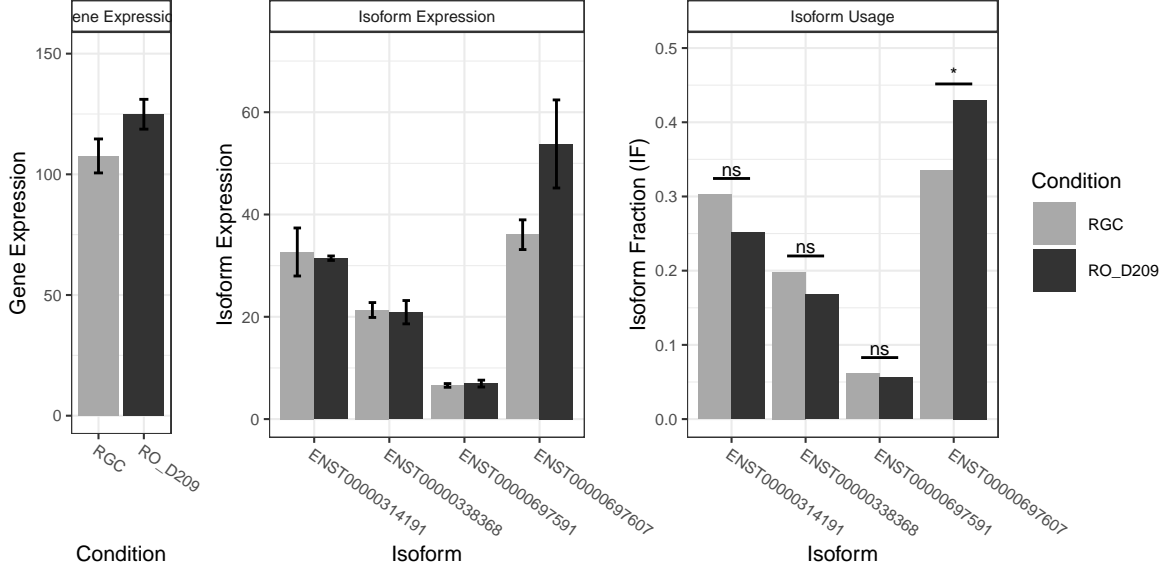 ene Expressio
Gene Expression
150
100
50
0
RGC
RO_D209
Condition
Isoform Expression
Isoform Expression
60
40
20
0
ENST00000314191
ENST00000338368
ENST00000697591
ENST00000697607
Isoform
Isoform Usage
Isoform Fraction (IF)
0.5
0.4
0.3
0.2
0.1
0.0
ns
ns
ns
*
ENST00000314191
ENST00000338368
ENST00000697591
ENST00000697607
Isoform
Condition
RGC
RO_D209